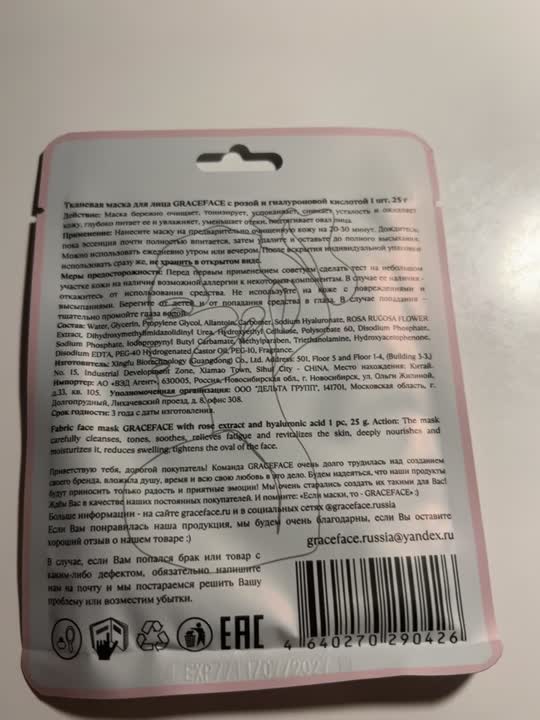 Тканевая маска для лица GRACEFACE с розой и гиалуроновой кислотой 1 шт. 25 г
Действие: Маска бережно очищает, тонизирует, успокаивает, снимает усталость и оживляет
кожу, глубоко питает ее и увлажняет, уменьшает отеки, подтягивает овал лица.
Применение: Нанесите маску на предварительно очищенную кожу на 20-30 минут. Дождитесь,
пока эссенция почти полностью впитается, затем удалите и оставьте до полного высыхания.
Можно использовать ежедневно утром или вечером. После вскрытия индивидуальной упаковки
использовать сразу же, не хранить в открытом виде.
Меры предосторожности: Перед первым применением советуем сделать тест на небольшом
участке кожи на наличие возможной аллергии к некоторым компонентам. В случае ее наличия -
откажитесь от использования средства. Не используйте на коже с повреждениями и
высыпаниями. Берегите от детей и от попадания средства в глаза. В случае попадания -
тщательно промойте глаза водой.
Состав: Water, Glycerin, Propylene Glycol, Allantoin, Carbomer, Sodium Hyaluronate, ROSA RUGOSA FLOWER
Extract, Dihydroxymethylimidazolidinyl Urea, Hydroxyethyl Cellulose, Polysorbate 60, Disodium Phosphate,
Sodium Phosphate, Iodopropynyl Butyl Carbamate, Methylparaben, Triethanolamine, Hydroxyacetophenone,
Disodium EDTA, PEG-40 Hydrogenated Castor Oil, PEG-10, Fragrance.
Изготовитель: Xingfu Biotechnology (Guangdong) Co., Ltd. Address: 501, Floor 5 and Floor 1-4, (Building 3-3,)
No. 15, Industrial Development Zone, Xiamao Town, Sihui City - CHINA. Место нахождения: Китай.
Импортер: АО «ВЭД Агент», 630005, Россия, Новосибирская обл., г. Новосибирск, ул. Ольги Жилиной,
д.33, кв. 105. Уполномоченная организация: ООО "ДЕЛЬТА ГРУПП", 141701, Московская область, г.
Долгопрудный, Лихачевский проезд, д. 8, офис 308.
Срок годности: 3 года с даты изготовления.
Fabric face mask GRACEFACE with rose extract and hyaluronic acid 1 pc, 25 g. Action: The mask
carefully cleanses, tones, soothes, relieves fatigue and revitalizes the skin, deeply nourishes and
moisturizes it, reduces swelling, tightens the oval of the face.
Приветствую тебя, дорогой покупатель! Команда GRACEFACE очень долго трудилась над созданием
своего бренда, вложила душу, время и всю свою любовь в это дело. Будем надеяться, что наши продукты
будут приносить только радость и приятные эмоции! Мы очень старались создать их такими для Вас!
Ждём Вас в качестве наших постоянных покупателей. И помните: «Если маски, то - GRACEFACE» :)
Больше информации - на сайте graceface.ru и в социальных сетях @graceface.russia
Если Вам понравилась наша продукция, мы будем очень благодарны, если Вы оставите
хороший отзыв о нашем товаре :)
graceface.russia@yandex.ru
В случае, если Вам попался брак или товар с
каким-либо дефектом, обязательно напишите
нам на почту и мы постараемся решить Вашу
проблему или возместим убытки.
EAC
4 640270 290426